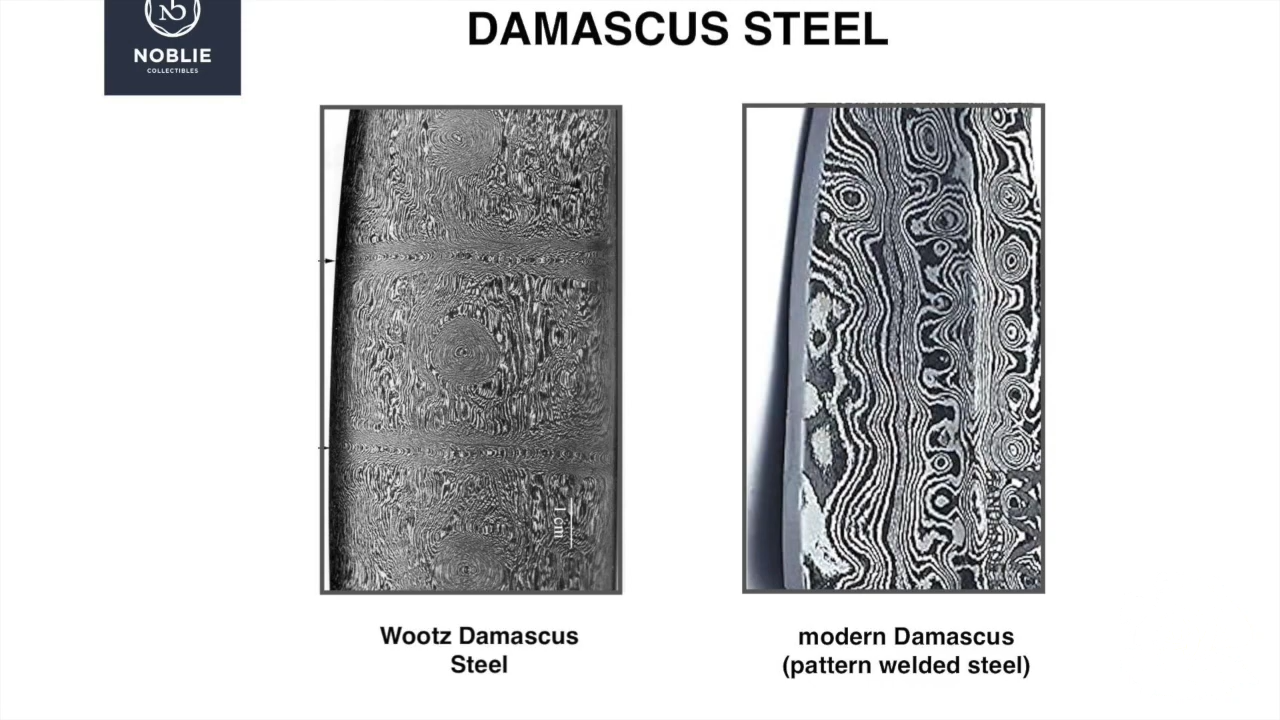 NOBLIE
COLLECTIBLES
DAMASCUS STEEL
1 cm
Wootz Damascus
Steel
modern Damascus
(pattern welded steel)